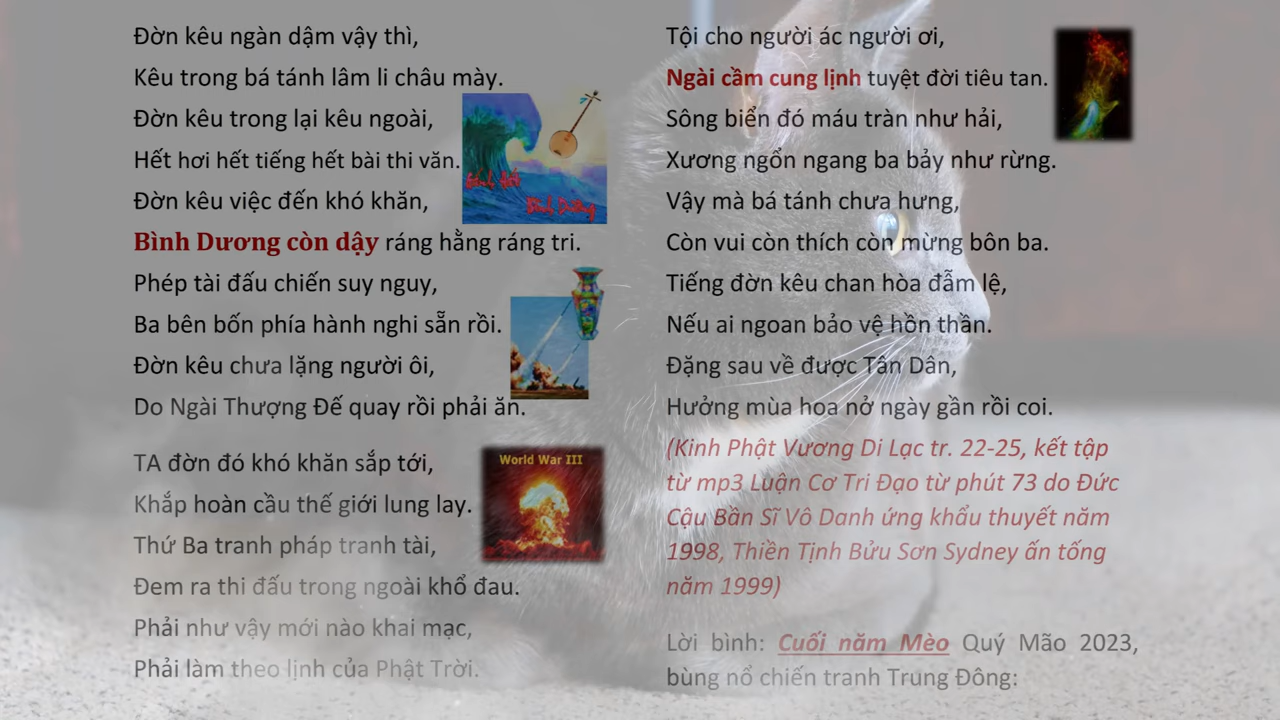 Đờn kêu ngàn dậm vậy thì,
Kêu trong bá tánh lâm li châu mày.
Đờn kêu trong lại kêu ngoài,
Hết hơi hết tiếng hết bài thi văn.
Đờn kêu việc đến khó khăn,
Bình Dương còn dậy ráng hằng ráng tri.
Phép tài đấu chiến suy nguy,
Ba bên bốn phía hành nghi sẵn rồi.
Đờn kêu chưa lặng người ôi,
Do Ngài Thượng Đế quay rồi phải ăn.
World War III
TA đờn đó khó khăn sắp tới,
Khắp hoàn cầu thế giới lung lay.
Thứ Ba tranh pháp tranh tài,
Đem ra thi đấu trong ngoài khổ đau.
Phải như vậy mới nào khai mạc,
Phải làm theo lịnh của Phật Trời.
Tội cho người ác người ơi,
Ngài cầm cung lịnh tuyệt đời tiêu tan.
Sông biển đó máu tràn như hải,
Xương ngổn ngang ba bảy như rừng.
Vậy mà bá tánh chưa hưng,
Còn vui còn thích còn mừng bôn ba.
Tiếng đờn kêu chan hòa đẫm lệ,
Nếu ai ngoan bảo vệ hồn thần.
Đặng sau về được Tân Dân,
Hưởng mùa hoa nở ngày gần rồi coi.
(Kinh Phật Vương Di Lạc tr. 22-25, kết tập
từ mp3 Luận Cơ Tri Đạo từ phút 73 do Đức
Cậu Bần Sĩ Vô Danh ứng khẩu thuyết năm
1998, Thiền Tịnh Bửu Sơn Sydney ấn tống
năm 1999)
Lời bình: Cuối năm Mèo Quý Mão 2023,
bùng nổ chiến tranh Trung Đông: